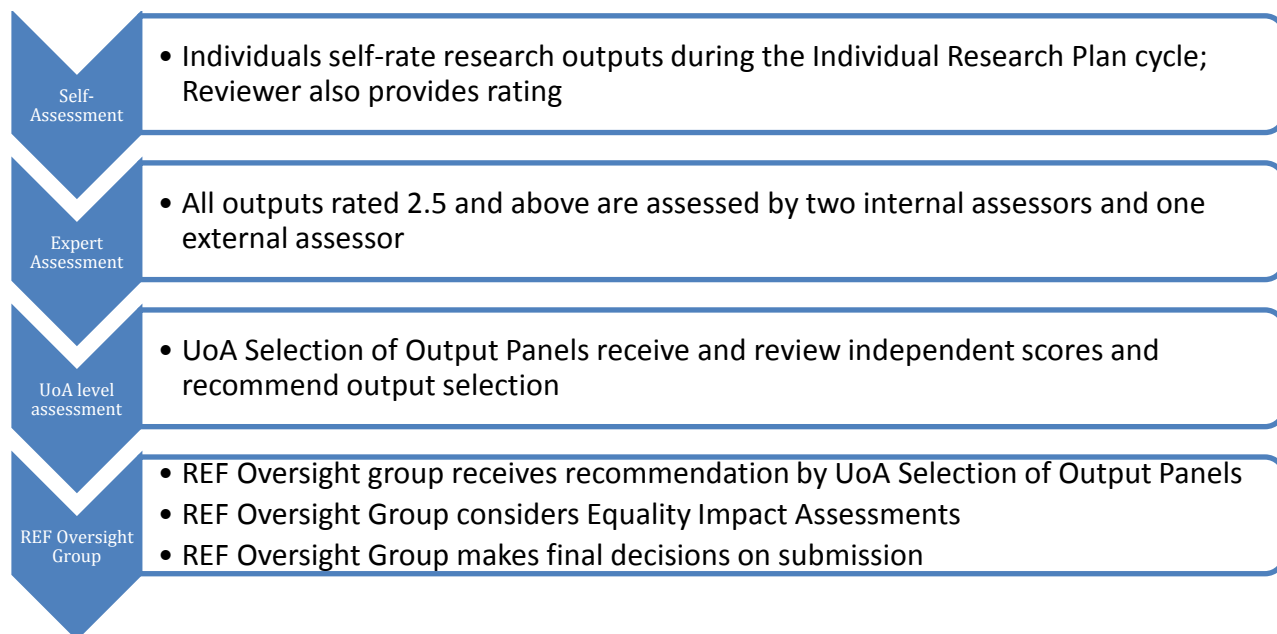 Self-
Assessment
• Individuals self-rate research outputs during the Individual Research Plan cycle;
Reviewer also provides rating
Expert
Assessment
• All outputs rated 2.5 and above are assessed by two internal assessors and one
external assessor
UoA level
assessment
• UoA Selection of Output Panels receive and review independent scores and
recommend output selection
REF Oversight
Group
• REF Oversight group receives recommendation by UoA Selection of Output Panels
• REF Oversight Group considers Equality Impact Assessments
• REF Oversight Group makes final decisions on submission